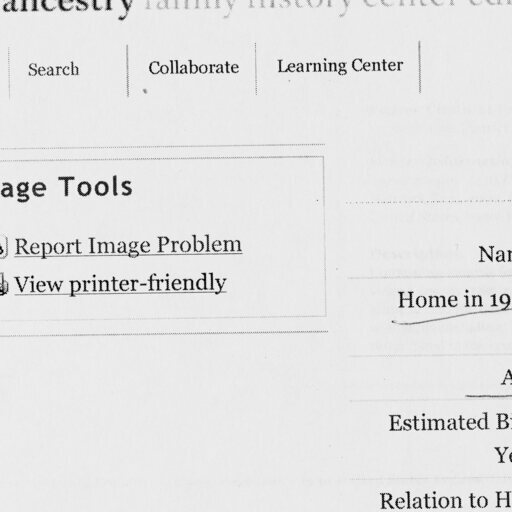 ancestry family history center edi
Search Collaborate Learning Center
age Tools
Report Image Problem
View printer-friendly
Nar
Home in 19
A
Estimated Bi
Ye
Relation to H